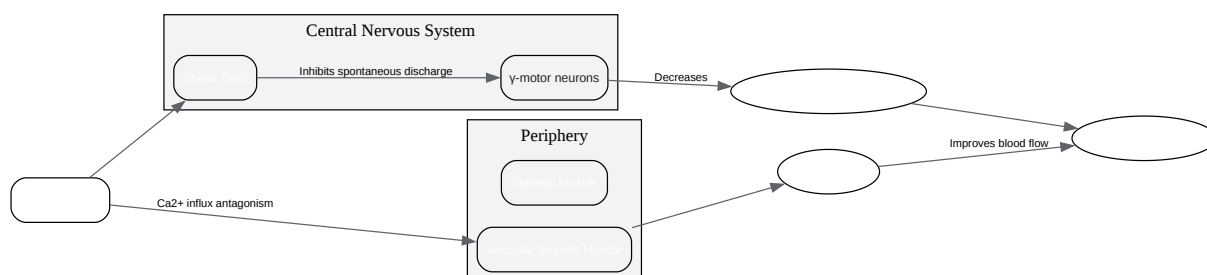 Central Nervous System
Spinal Cord
Inhibits spontaneous discharge
γ-motor neurons
Decreases
Periphery
Improves blood flow
Skeletal Muscle
Ca2+ influx antagonism
Vascular Smooth Muscle